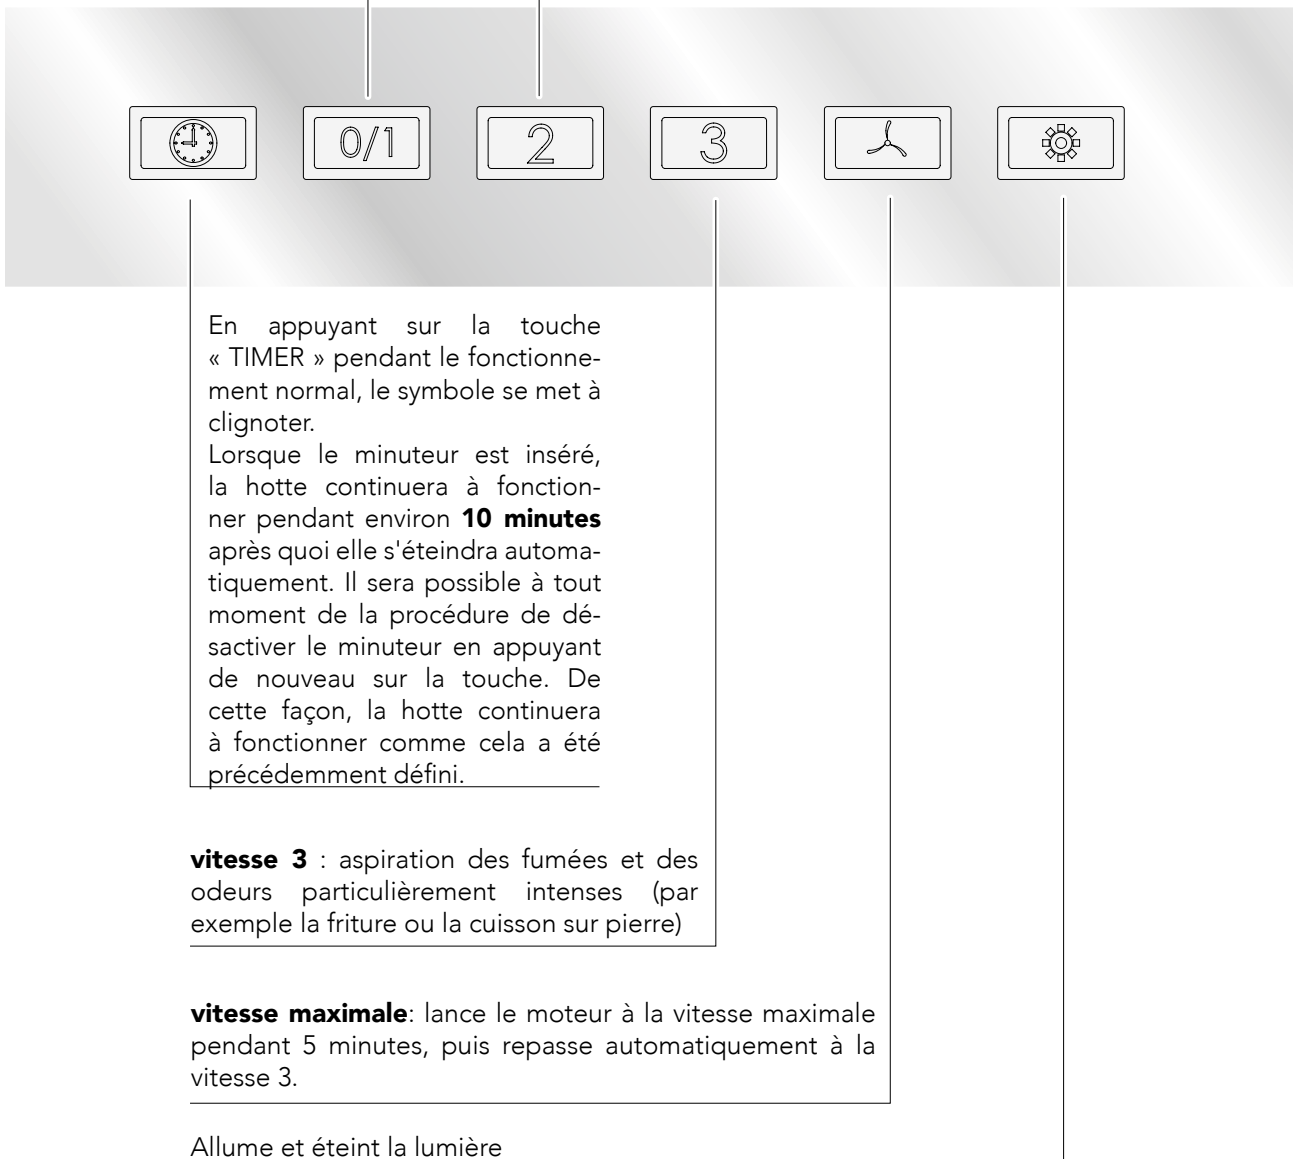 0/1 2 3
En appuyant sur la touche
« TIMER » pendant le fonctionne-
ment normal, le symbole se met à
clignoter.
Lorsque le minuteur est inséré,
la hotte continuera à fonction-
ner pendant environ 10 minutes
après quoi elle s'éteindra automa-
tiquement. Il sera possible à tout
moment de la procédure de dé-
sactiver le minuteur en appuyant
de nouveau sur la touche. De
cette façon, la hotte continuera
à fonctionner comme cela a été
précédemment défini.
vitesse 3 : aspiration des fumées et des
odeurs particulièrement intenses (par
exemple la friture ou la cuisson sur pierre)
vitesse maximale: lance le moteur à la vitesse maximale
pendant 5 minutes, puis repasse automatiquement à la
vitesse 3.
Allume et éteint la lumière